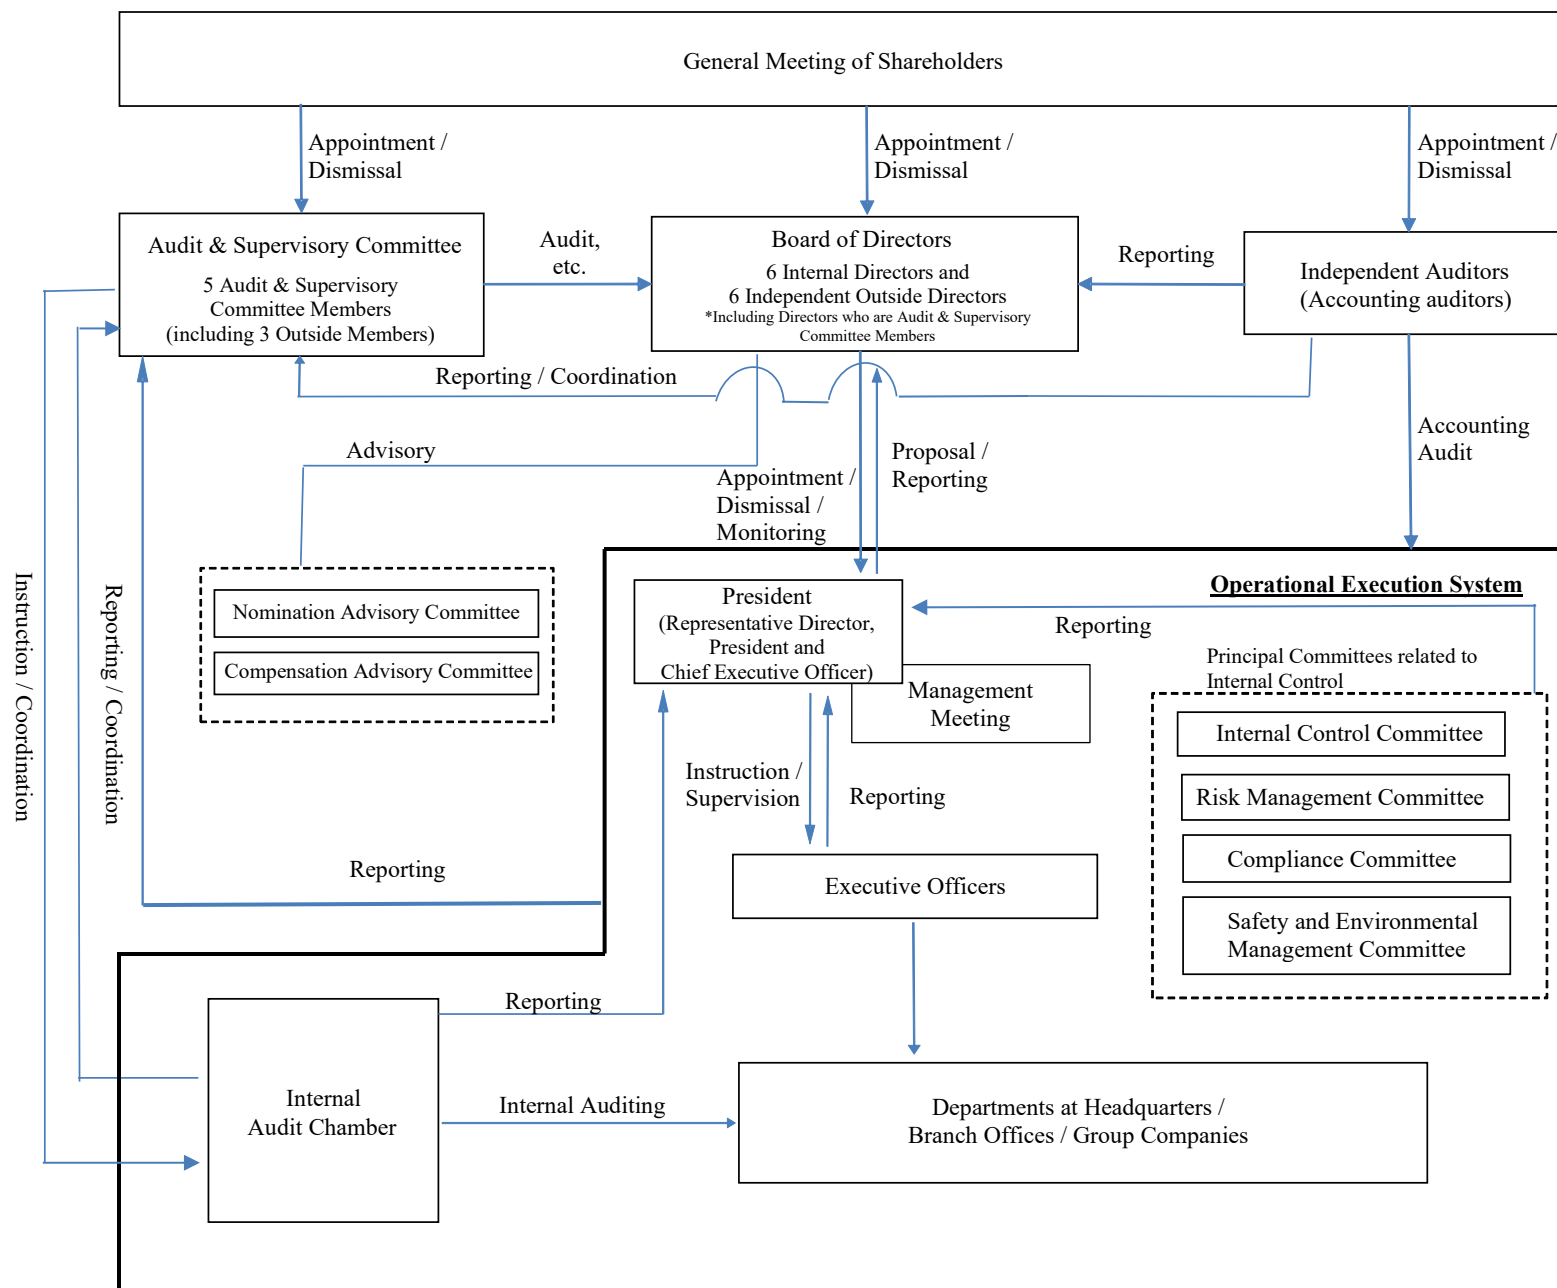 General Meeting of Shareholders
Appointment /
Dismissal
Appointment /
Dismissal
Appointment /
Dismissal
Audit & Supervisory Committee
5 Audit & Supervisory
Committee Members
(including 3 Outside Members)
Audit,
etc.
Board of Directors
6 Internal Directors and
6 Independent Outside Directors
*Including Directors who are Audit & Supervisory
Committee Members
Reporting
Independent Auditors
(Accounting auditors)
Reporting / Coordination
Advisory
Appointment /
Dismissal /
Monitoring
Proposal /
Reporting
Accounting
Audit
Instruction / Coordination
Reporting / Coordination
Nomination Advisory Committee
Compensation Advisory Committee
Operational Execution System
President
(Representative Director,
President and
Chief Executive Officer)
Reporting
Management
Meeting
Principal Committees related to
Internal Control
Internal Control Committee
Risk Management Committee
Compliance Committee
Safety and Environmental
Management Committee
Instruction /
Supervision
Reporting
Reporting
Executive Officers
Reporting
Internal
Audit Chamber
Internal Auditing
Departments at Headquarters /
Branch Offices / Group Companies